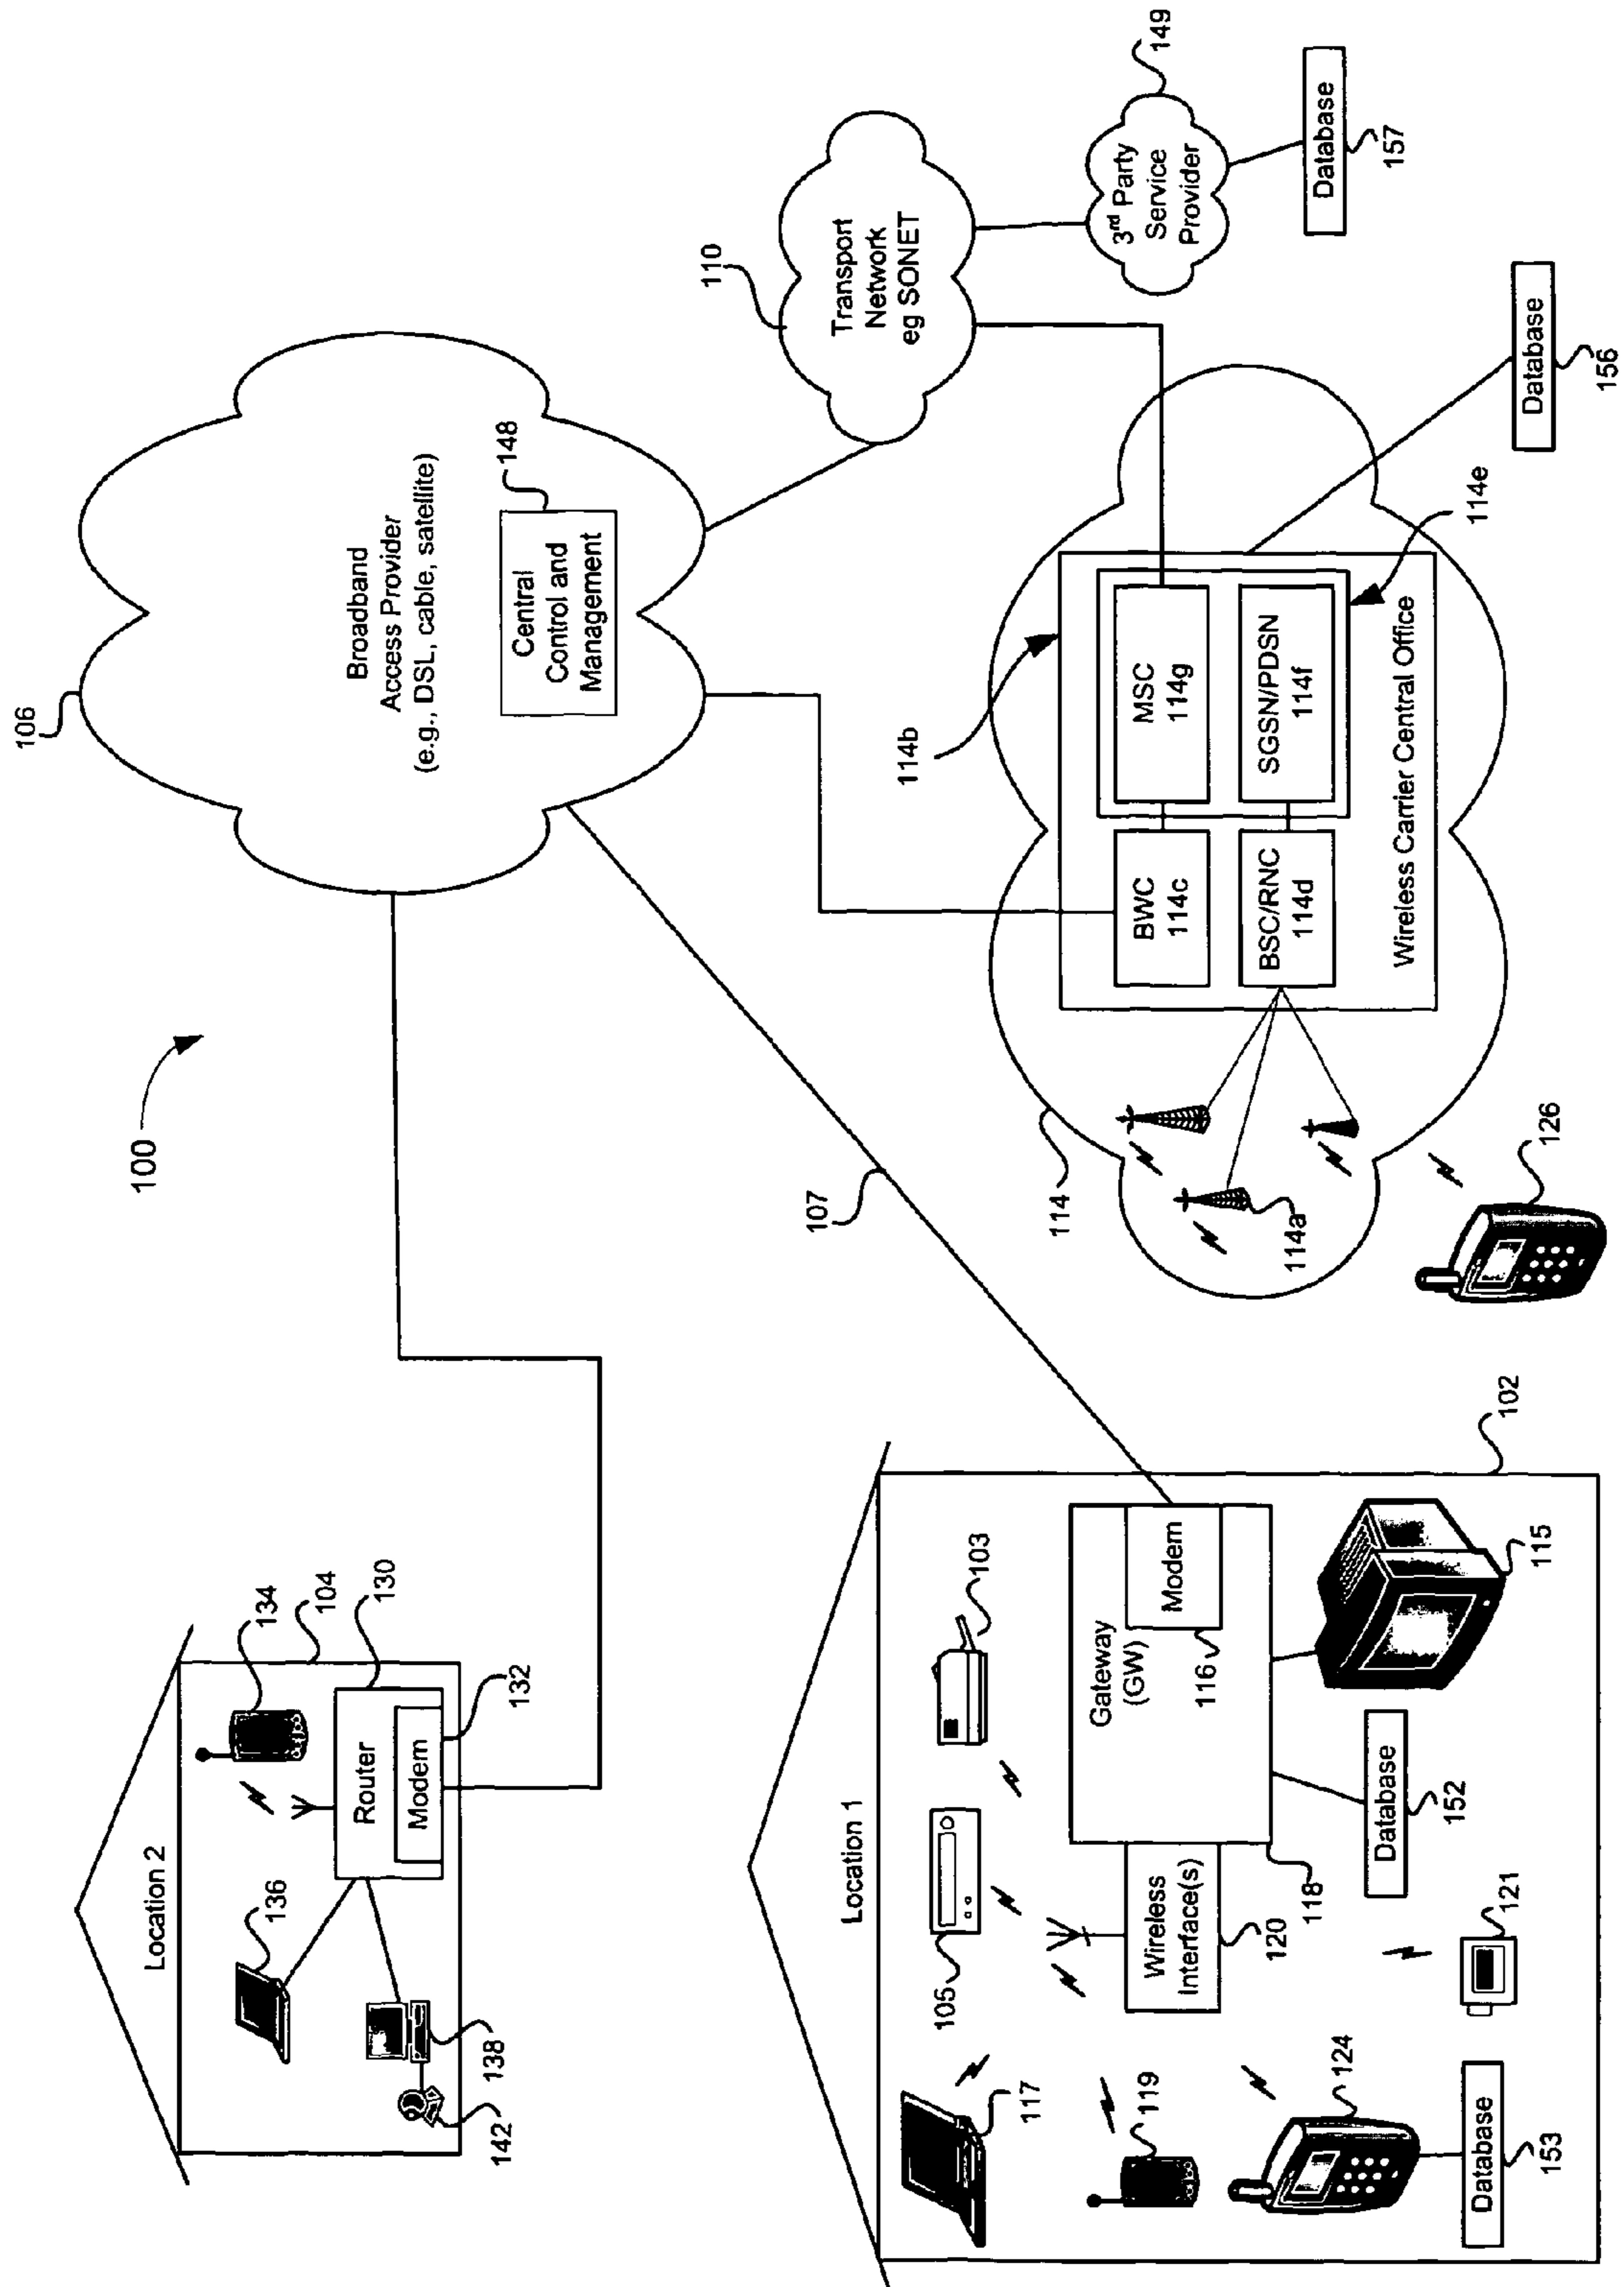 100
106
Broadband
Access Provider
(e.g., DSL, cable, satellite)
Central
Control and
Management
148
110
Transport
Network
eg SONET
149
3rd Party
Service
Provider
Database
157
Location 2
136
134
104
130
Router
Modem
132
138
142
107
114
114a
114b
BWC
114c
MSC
114g
BSC/RNC
114d
SGSN/PDSN
114f
114e
Wireless Carrier Central Office
Database
156
126
Location 1
102
117
105
103
119
Wireless
Interface(s)
120
Gateway
(GW)
Modem
116
118
124
Database
153
121
Database
152
115